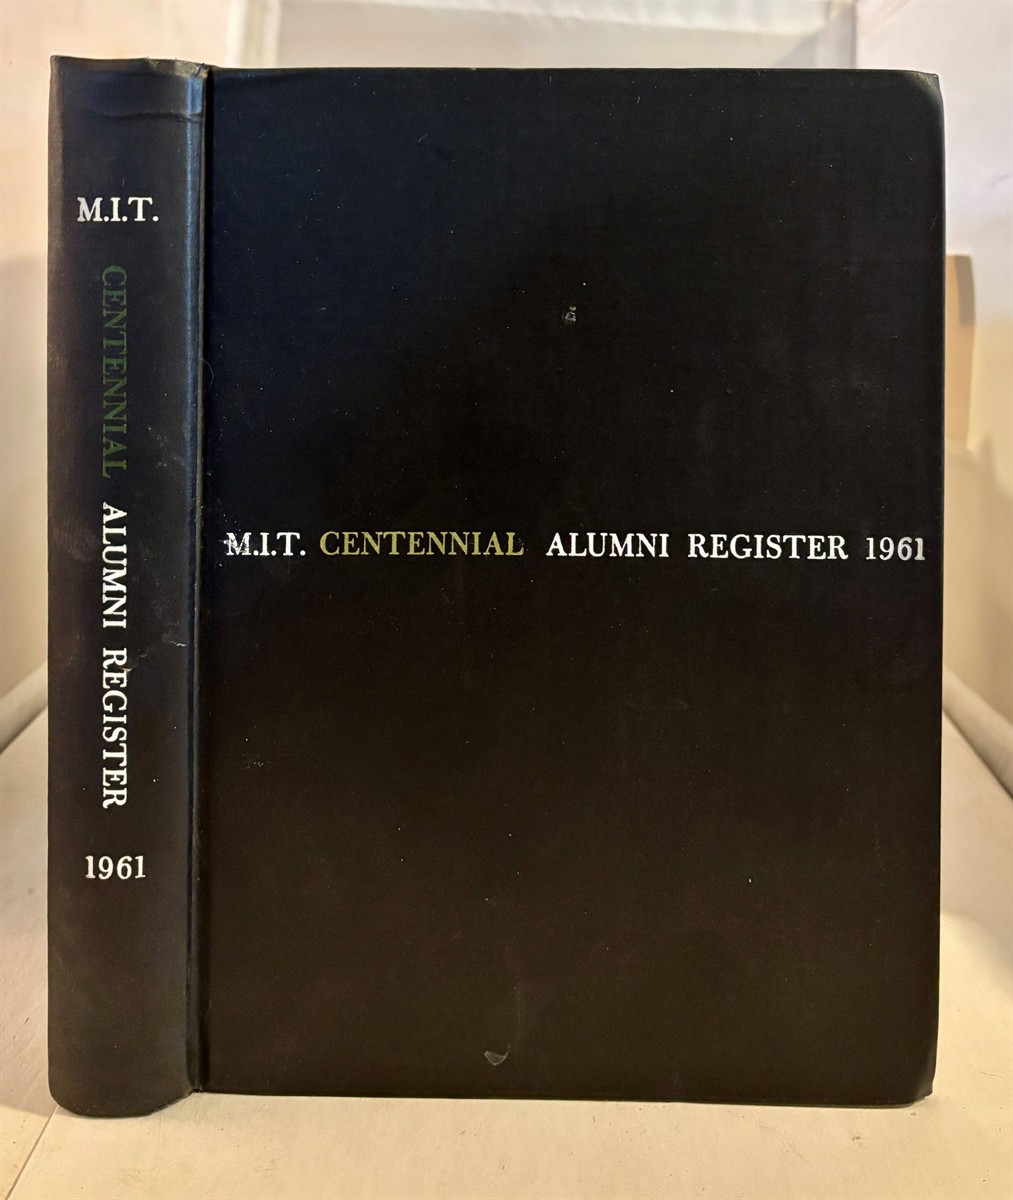 M.I.T.
CENTENNIAL ALUMNI REGISTER
1961
M.I.T. CENTENNIAL ALUMNI REGISTER 1961